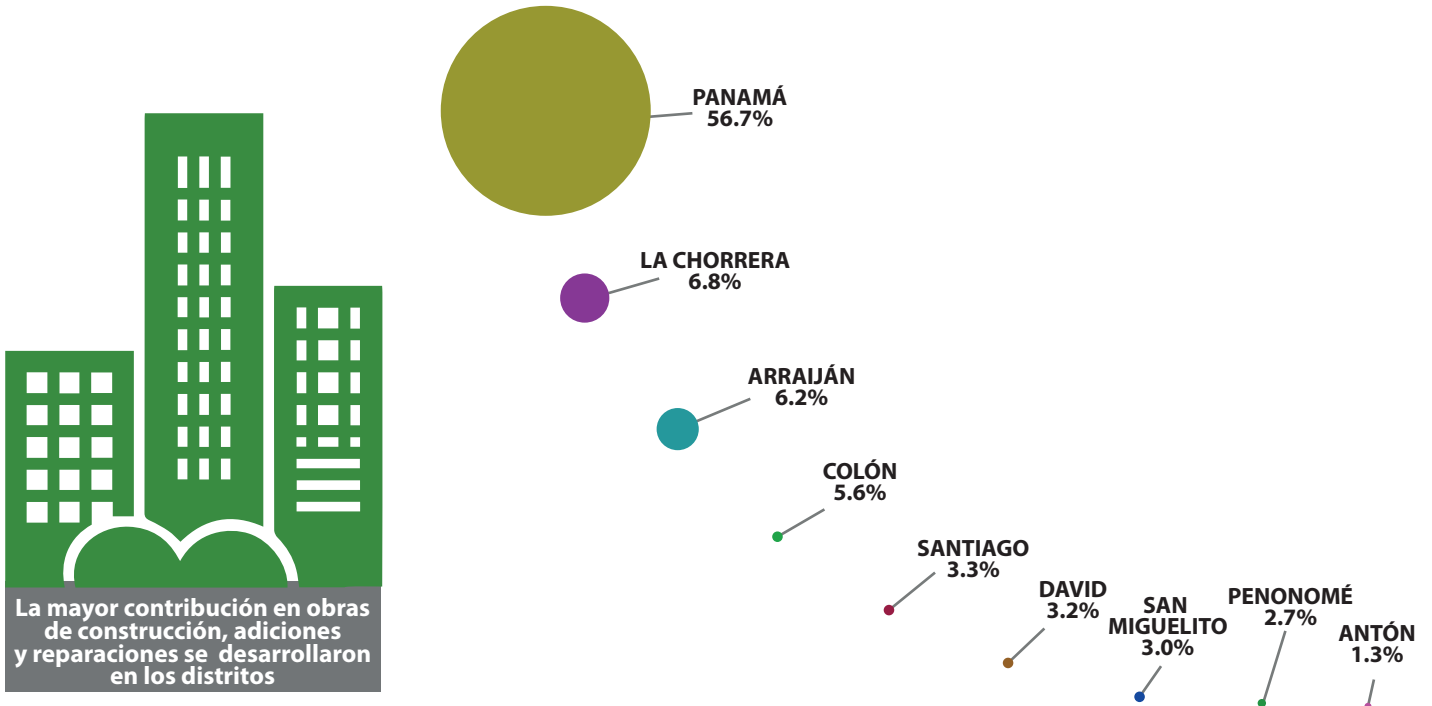 PANAMÁ
56.7%
LA CHORRERA
6.8%
ARRAIJÁN
6.2%
COLÓN
5.6%
SANTIAGO
3.3%
DAVID
3.2%
SAN
MIGUELITO
3.0%
PENONOMÉ
2.7%
ANTÓN
1.3%
La mayor contribución en obras
de construcción, adiciones
y reparaciones se desarrollaron
en los distritos